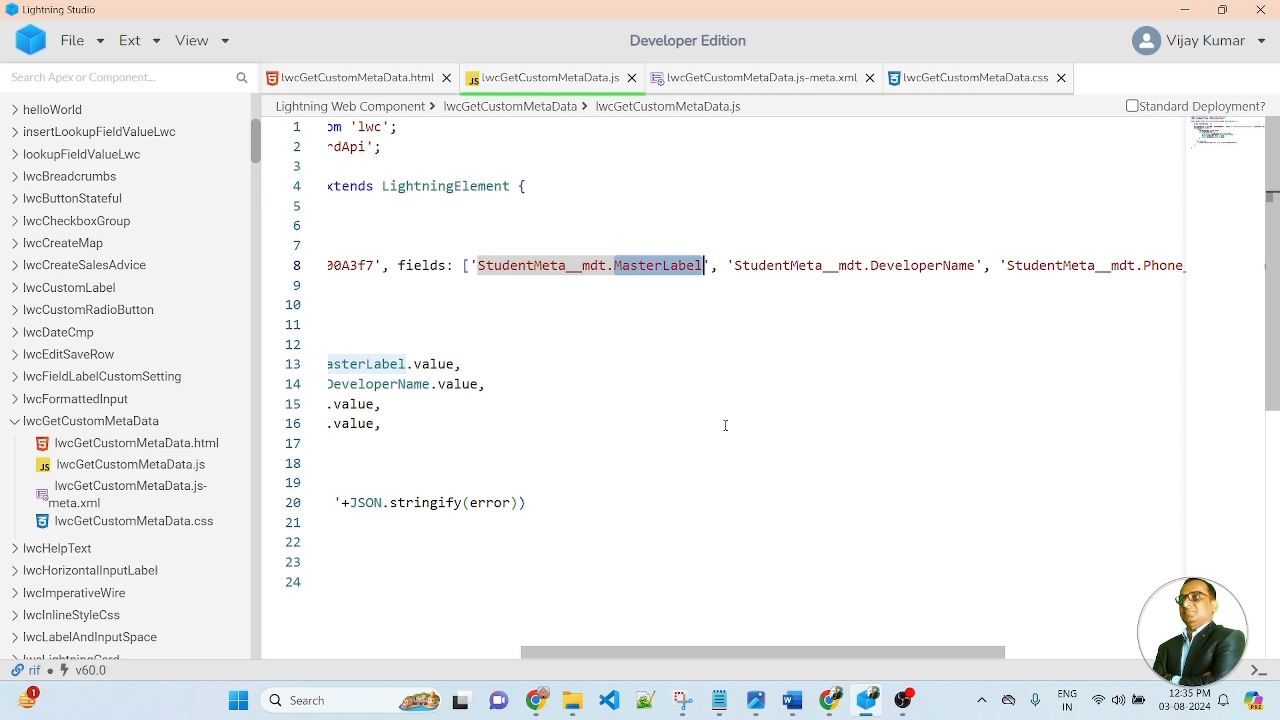 Lightning Studio
File Ext View Developer Edition Vijay Kumar
Search Apex or Component...
lwcGetCustomMetaData.html lwcGetCustomMetaData.js lwcGetCustomMetaData.js-meta.xml lwcGetCustomMetaData.css
Lightning Web Component lwcGetCustomMetaData lwcGetCustomMetaData.js Standard Deployment?
helloWorld
insertLookupFieldValueLwc
lookupFieldValueLwc
lwcBreadcrumbs
lwcButtonStateful
lwcCheckboxGroup
lwcCreateMap
lwcCreateSalesAdvice
lwcCustomLabel
lwcCustomRadioButton
lwcDateCmp
lwcEditSaveRow
lwcFieldLabelCustomSetting
lwcFormattedInput
lwcGetCustomMetaData
lwcGetCustomMetaData.html
lwcGetCustomMetaData.js
lwcGetCustomMetaData.js-
meta.xml
lwcGetCustomMetaData.css
lwcHelpText
lwcHorizontalInputLabel
lwcImperativeWire
lwcInlineStyleCss
lwcLabelAndInputSpace
lwcLightningCard
1 om 'lwc';
2 rdApi';
3
4 xtends LightningElement {
5
6
7
8 00A3f7', fields: ['StudentMeta__mdt.MasterLabel', 'StudentMeta__mdt.DeveloperName', 'StudentMeta__mdt.Phone_
9
10
11
12
13 asterLabel.value,
14 DeveloperName.value,
15 .value,
16 .value,
17
18
19
20 '+JSON.stringify(error))
21
22
23
24
rif v60.0
1 Search ENG
IN 12:35 PM
03-08-2024